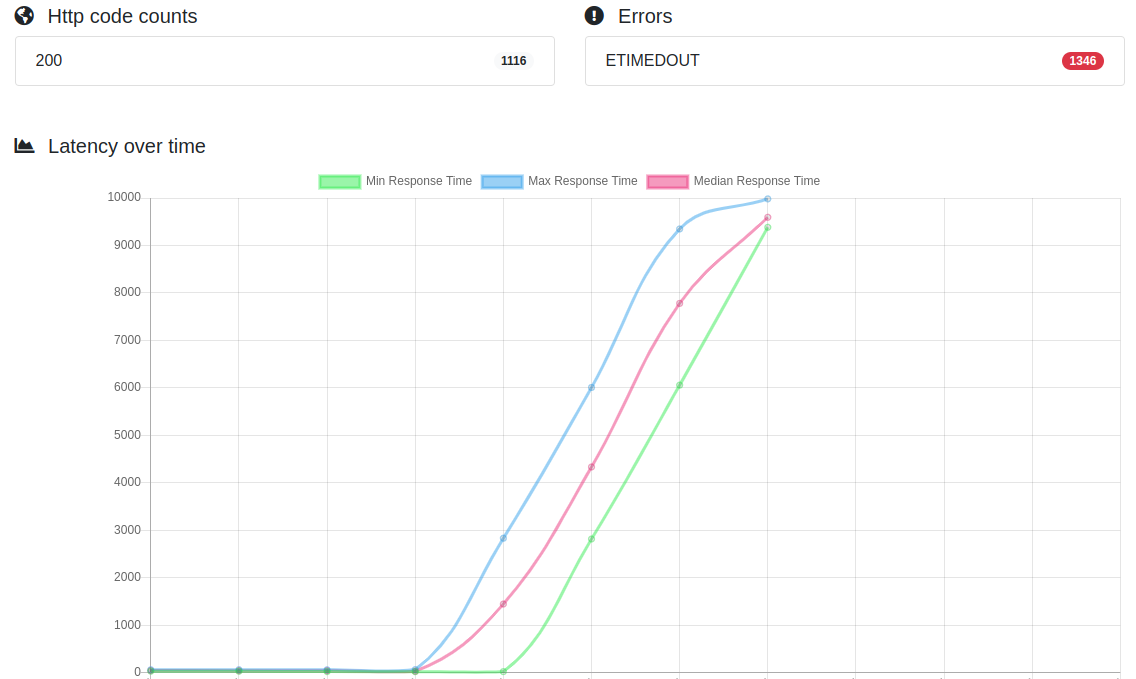 Http code counts
Errors
200
1116
ETIMEDOUT
1346
Latency over time
Min Response Time
Max Response Time
Median Response Time
10000
9000
8000
7000
6000
5000
4000
3000
2000
1000
0